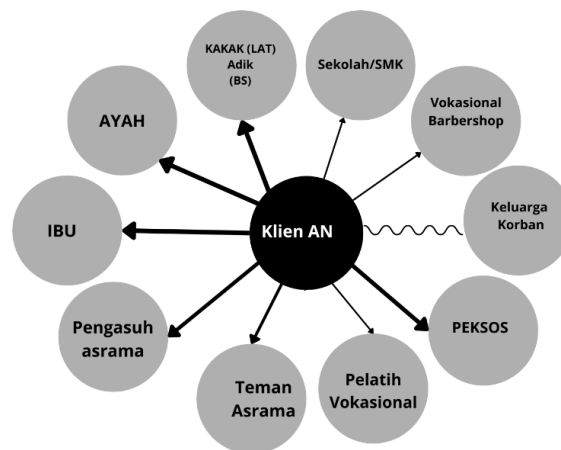 KAKAK (LAT)
Adik
(BS)
Sekolah/SMK
AYAH
Vokasional
Barbershop
IBU
Klien AN
Keluarga
Korban
Pengasuh
asrama
PEKSOS
Teman
Asrama
Pelatih
Vokasional